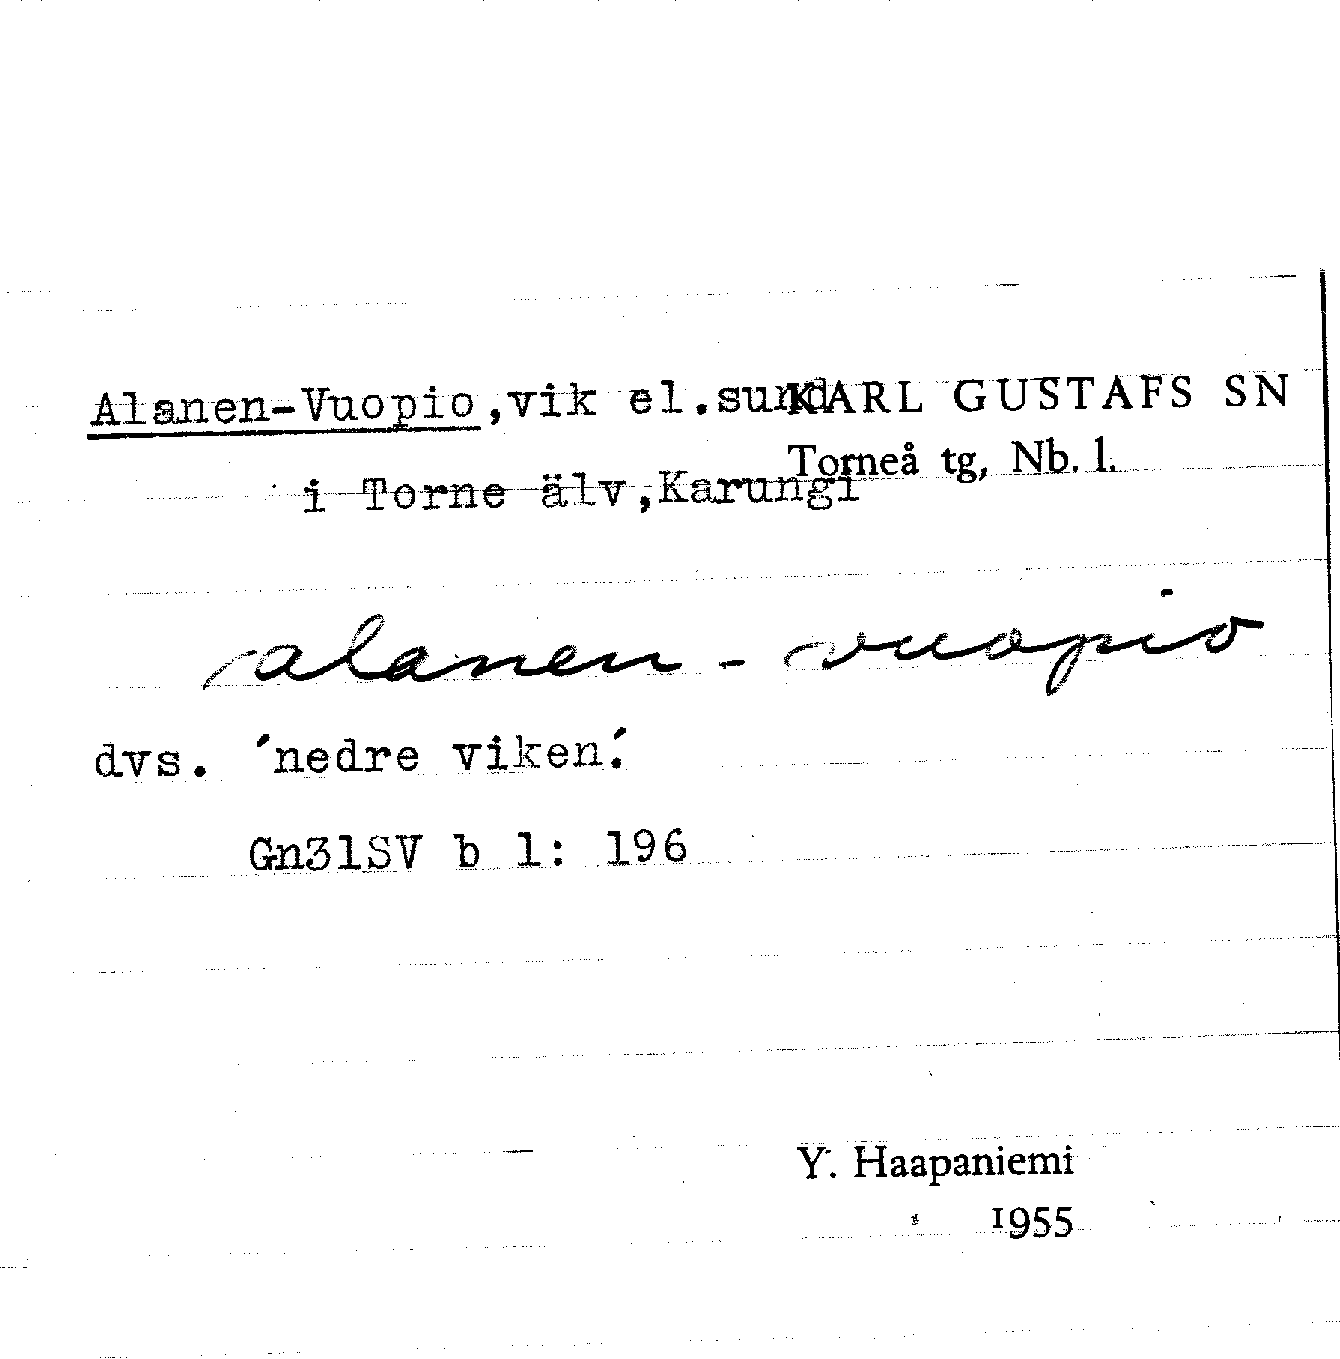 Alanen-Vuopio, vik el. sund KARL GUSTAFS SN
Torneå tg, Nb. l.
i Torne älv, Karungi
alanen - vuopio
dvs. 'nedre viken'.
Gn31SV b 1: 196
Y. Haapaniemi
1955